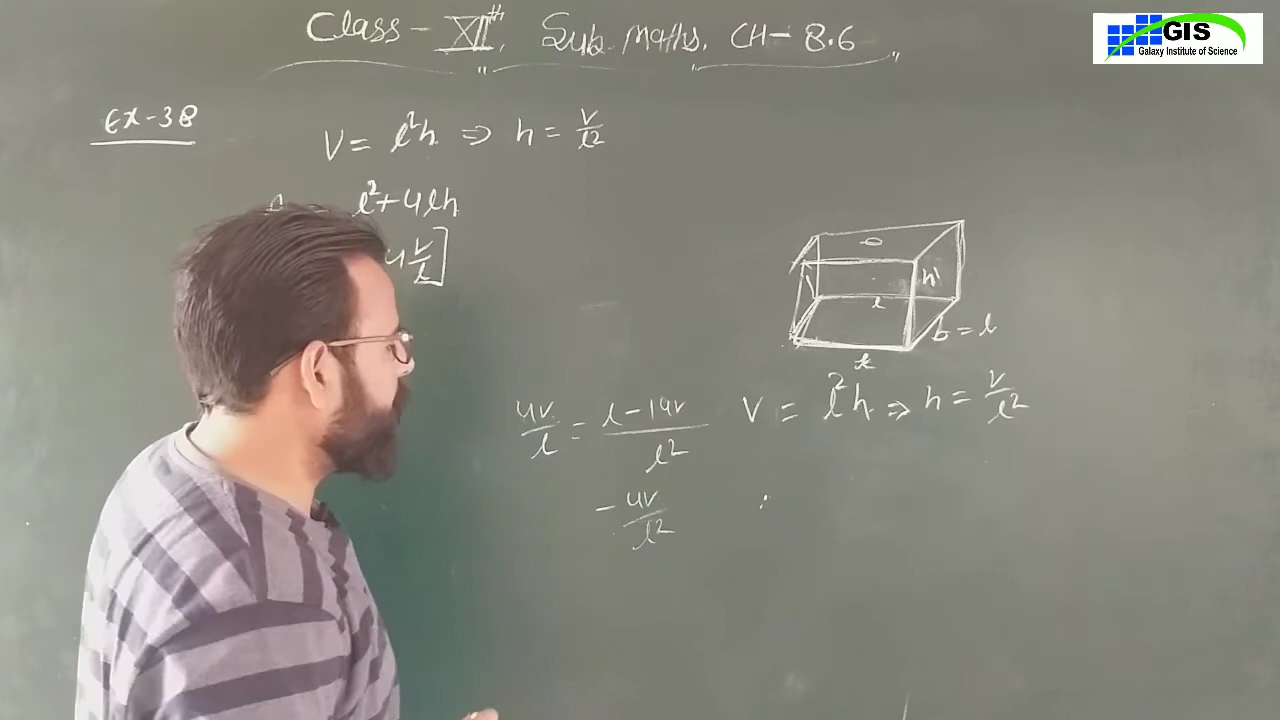 Class - XIIth, Sub. Maths, CH- 8.6
GIS
Galaxy Institute of Science
Ex-38
V = l²h ⇒ h = v/l²
l² + 4lh
4 v/l]
h
l
b = l
l
4v/l = l-14v/l²
V = l²h ⇒ h = v/l²
- 4v/l²